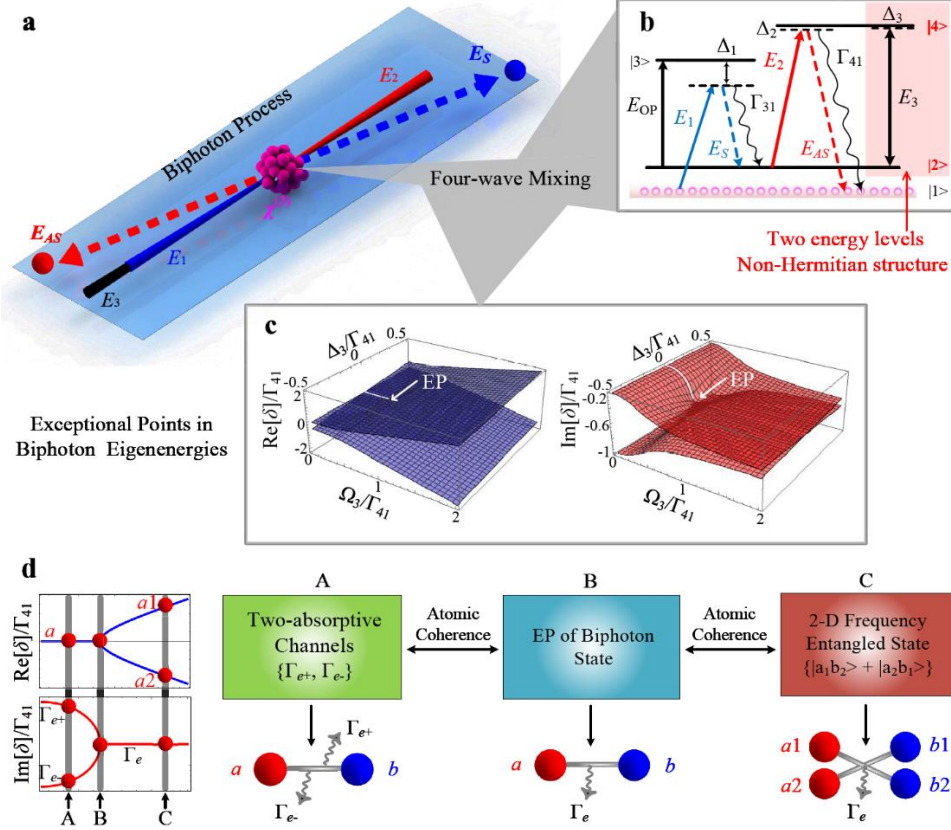 a
Biphoton Process
E_S
E_2
χ^(3)
E_AS
E_1
E_3
Four-wave Mixing
b
Δ_1
Δ_2
Δ_3
|4>
|3>
Γ_41
E_2
Γ_31
E_OP
E_1
E_3
E_S
E_AS
|2>
|1>
Two energy levels
Non-Hermitian structure
Exceptional Points in
Biphoton Eigenenergies
c
Δ_3/Γ_41
0.5
0
-0.5
EP
Re[δ]/Γ_41
2
0
-2
0
1
2
Ω_3/Γ_41
Δ_3/Γ_41
0.5
0
-0.5
EP
Im[δ]/Γ_41
-0.2
-0.6
-1
0
1
2
Ω_3/Γ_41
d
Re[δ]/Γ_41
a
a1
a2
Im[δ]/Γ_41
Γ_e+
Γ_e-
Γ_e
A
B
C
A
Two-absorptive
Channels
{Γ_e+, Γ_e-}
Atomic
Coherence
B
EP of Biphoton
State
Atomic
Coherence
C
2-D Frequency
Entangled State
{|a_1b_2> + |a_2b_1>}
a
b
Γ_e+
Γ_e-
a
b
Γ_e
a1
b1
a2
b2
Γ_e